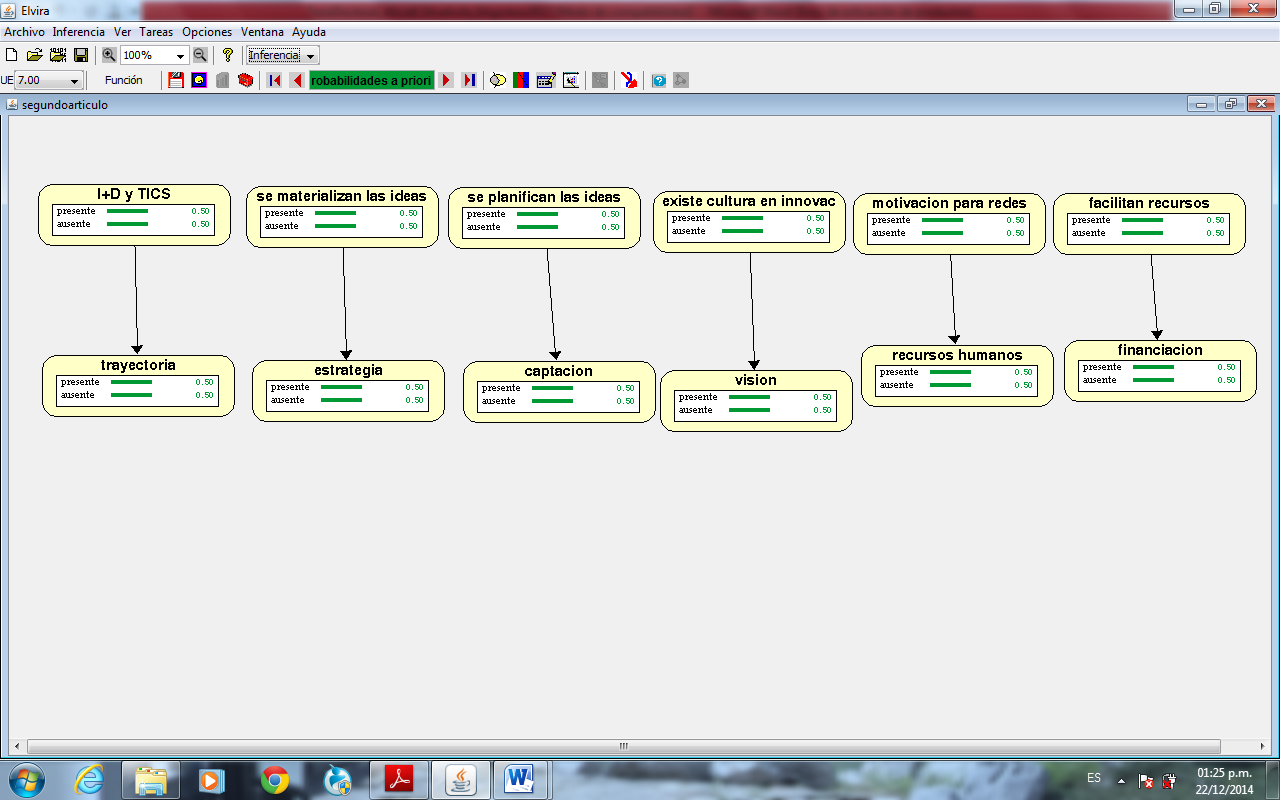 Elvira
Archivo Inferencia Ver Tareas Opciones Ventana Ayuda
100% ? Inferencia
UE 7.00 Función robabilidades a priori
segundoarticulo
I+D y TICS
presente 0.50
ausente 0.50
se materializan las ideas
presente 0.50
ausente 0.50
se planifican las ideas
presente 0.50
ausente 0.50
existe cultura en innovac
presente 0.50
ausente 0.50
motivacion para redes
presente 0.50
ausente 0.50
facilitan recursos
presente 0.50
ausente 0.50
trayectoria
presente 0.50
ausente 0.50
estrategia
presente 0.50
ausente 0.50
captacion
presente 0.50
ausente 0.50
vision
presente 0.50
ausente 0.50
recursos humanos
presente 0.50
ausente 0.50
financiacion
presente 0.50
ausente 0.50
ES
01:25 p.m.
22/12/2014